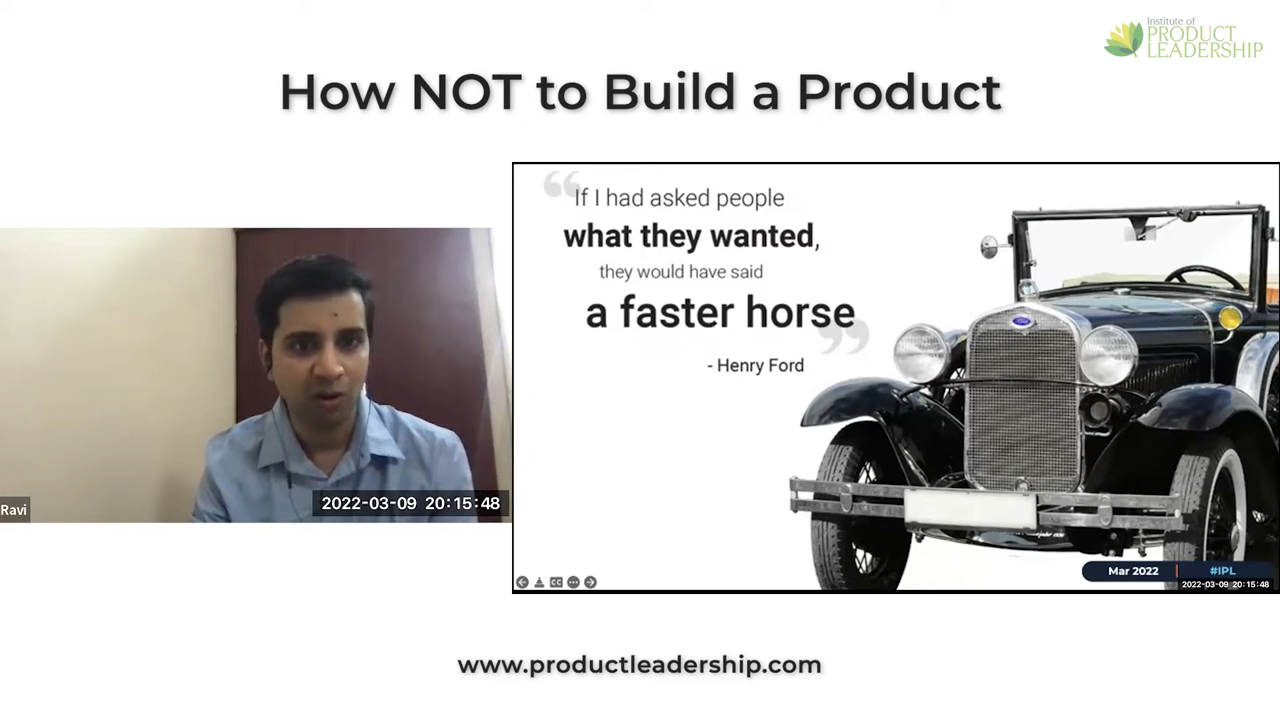 Institute of
PRODUCT
LEADERSHIP
How NOT to Build a Product
“If I had asked people
what they wanted,
they would have said
a faster horse”
- Henry Ford
Ford
Ravi
2022-03-09 20:15:48
CC
Mar 2022 #IPL
2022-03-09 20:15:48
www.productleadership.com